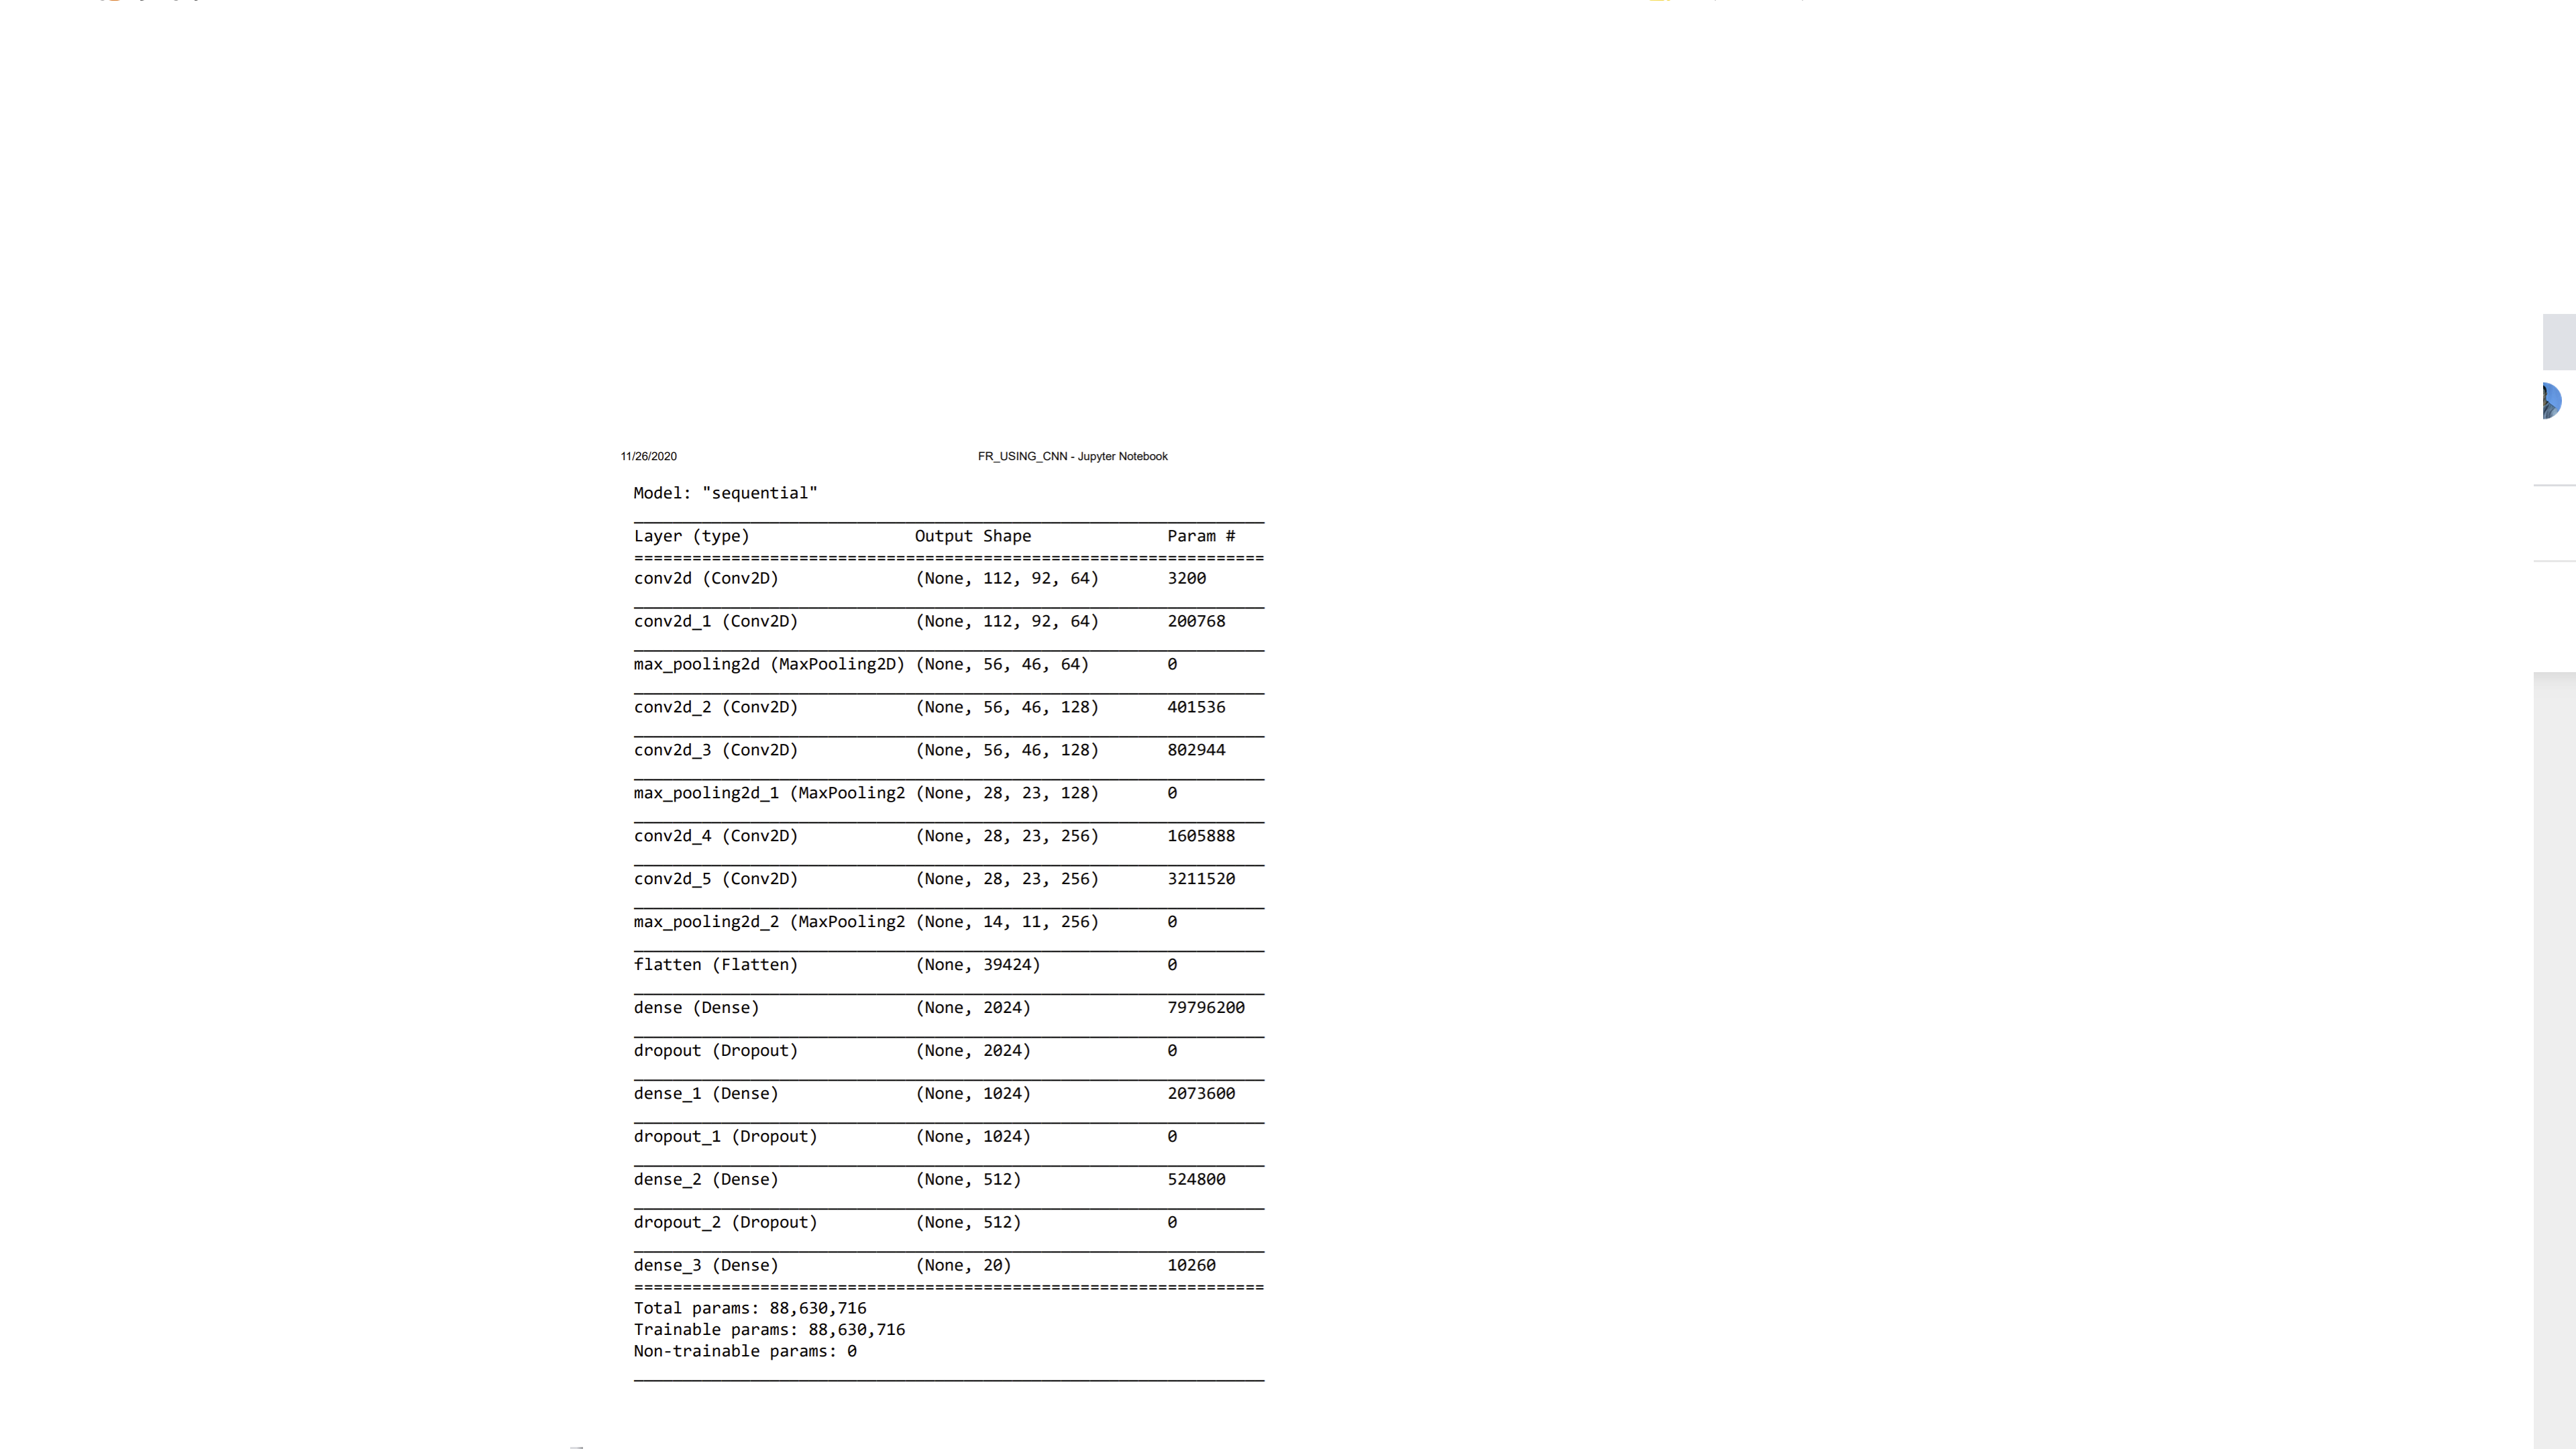 11/26/2020 FR_USING_CNN - Jupyter Notebook
Model: "sequential"
Layer (type) Output Shape Param #
=================================================================
conv2d (Conv2D) (None, 112, 92, 64) 3200
conv2d_1 (Conv2D) (None, 112, 92, 64) 200768
max_pooling2d (MaxPooling2D) (None, 56, 46, 64) 0
conv2d_2 (Conv2D) (None, 56, 46, 128) 401536
conv2d_3 (Conv2D) (None, 56, 46, 128) 802944
max_pooling2d_1 (MaxPooling2 (None, 28, 23, 128) 0
conv2d_4 (Conv2D) (None, 28, 23, 256) 1605888
conv2d_5 (Conv2D) (None, 28, 23, 256) 3211520
max_pooling2d_2 (MaxPooling2 (None, 14, 11, 256) 0
flatten (Flatten) (None, 39424) 0
dense (Dense) (None, 2024) 79796200
dropout (Dropout) (None, 2024) 0
dense_1 (Dense) (None, 1024) 2073600
dropout_1 (Dropout) (None, 1024) 0
dense_2 (Dense) (None, 512) 524800
dropout_2 (Dropout) (None, 512) 0
dense_3 (Dense) (None, 20) 10260
=================================================================
Total params: 88,630,716
Trainable params: 88,630,716
Non-trainable params: 0